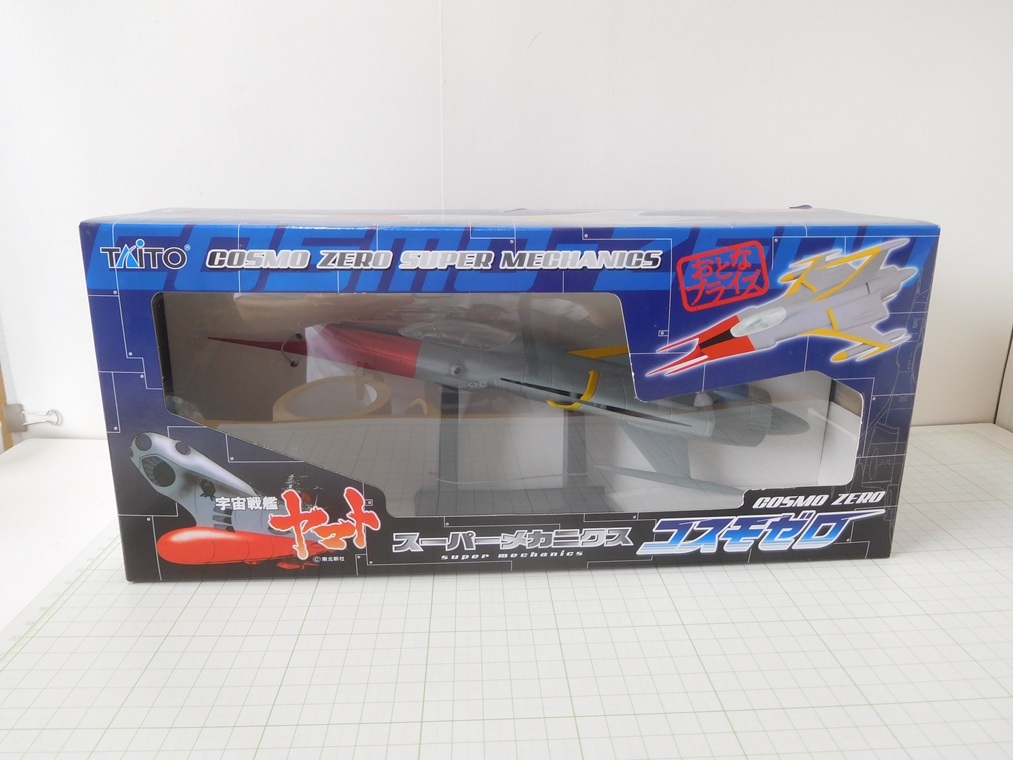 COSMO ZERO
TAITO®
COSMO ZERO SUPER MECHANICS
おとな
プライズ
宇宙戦艦
ヤマト
©東北新社
スーパーメカニクス
super mechanics
COSMO ZERO
コスモゼロ